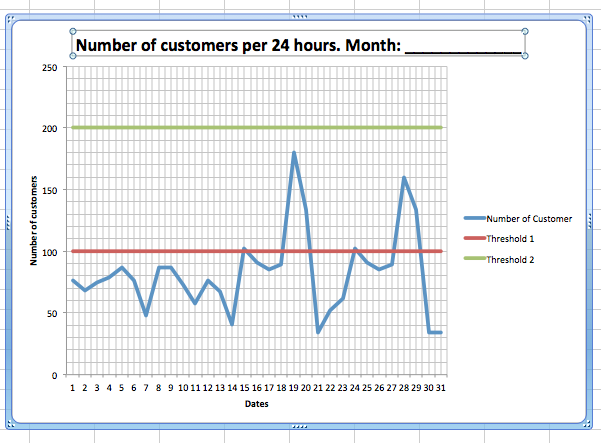 Number of customers per 24 hours. Month: _______________
250
200
150
100
50
0
Number of customers
1 2 3 4 5 6 7 8 9 10 11 12 13 14 15 16 17 18 19 20 21 22 23 24 25 26 27 28 29 30 31
Dates
Number of Customer
Threshold 1
Threshold 2